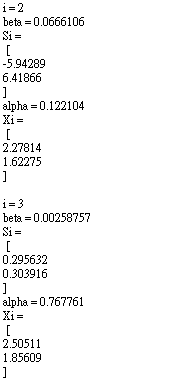 i = 2
beta = 0.0666106
Si =
[
-5.94289
6.41866
]
alpha = 0.122104
Xi =
[
2.27814
1.62275
]
i = 3
beta = 0.00258757
Si =
[
0.295632
0.303916
]
alpha = 0.767761
Xi =
[
2.50511
1.85609
]